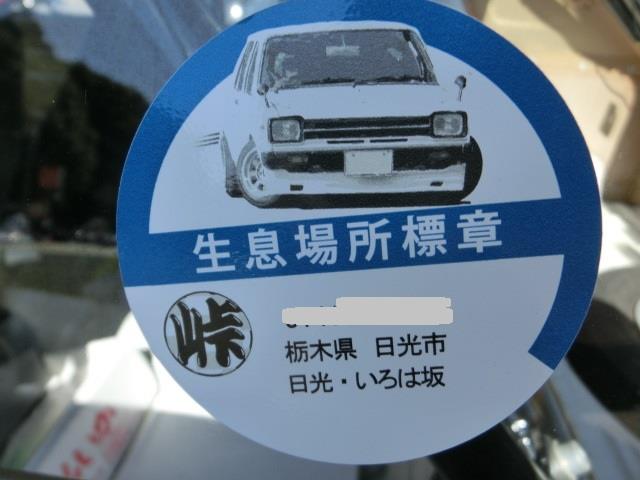 生息場所標章
峠
栃木県 日光市
日光・いろは坂